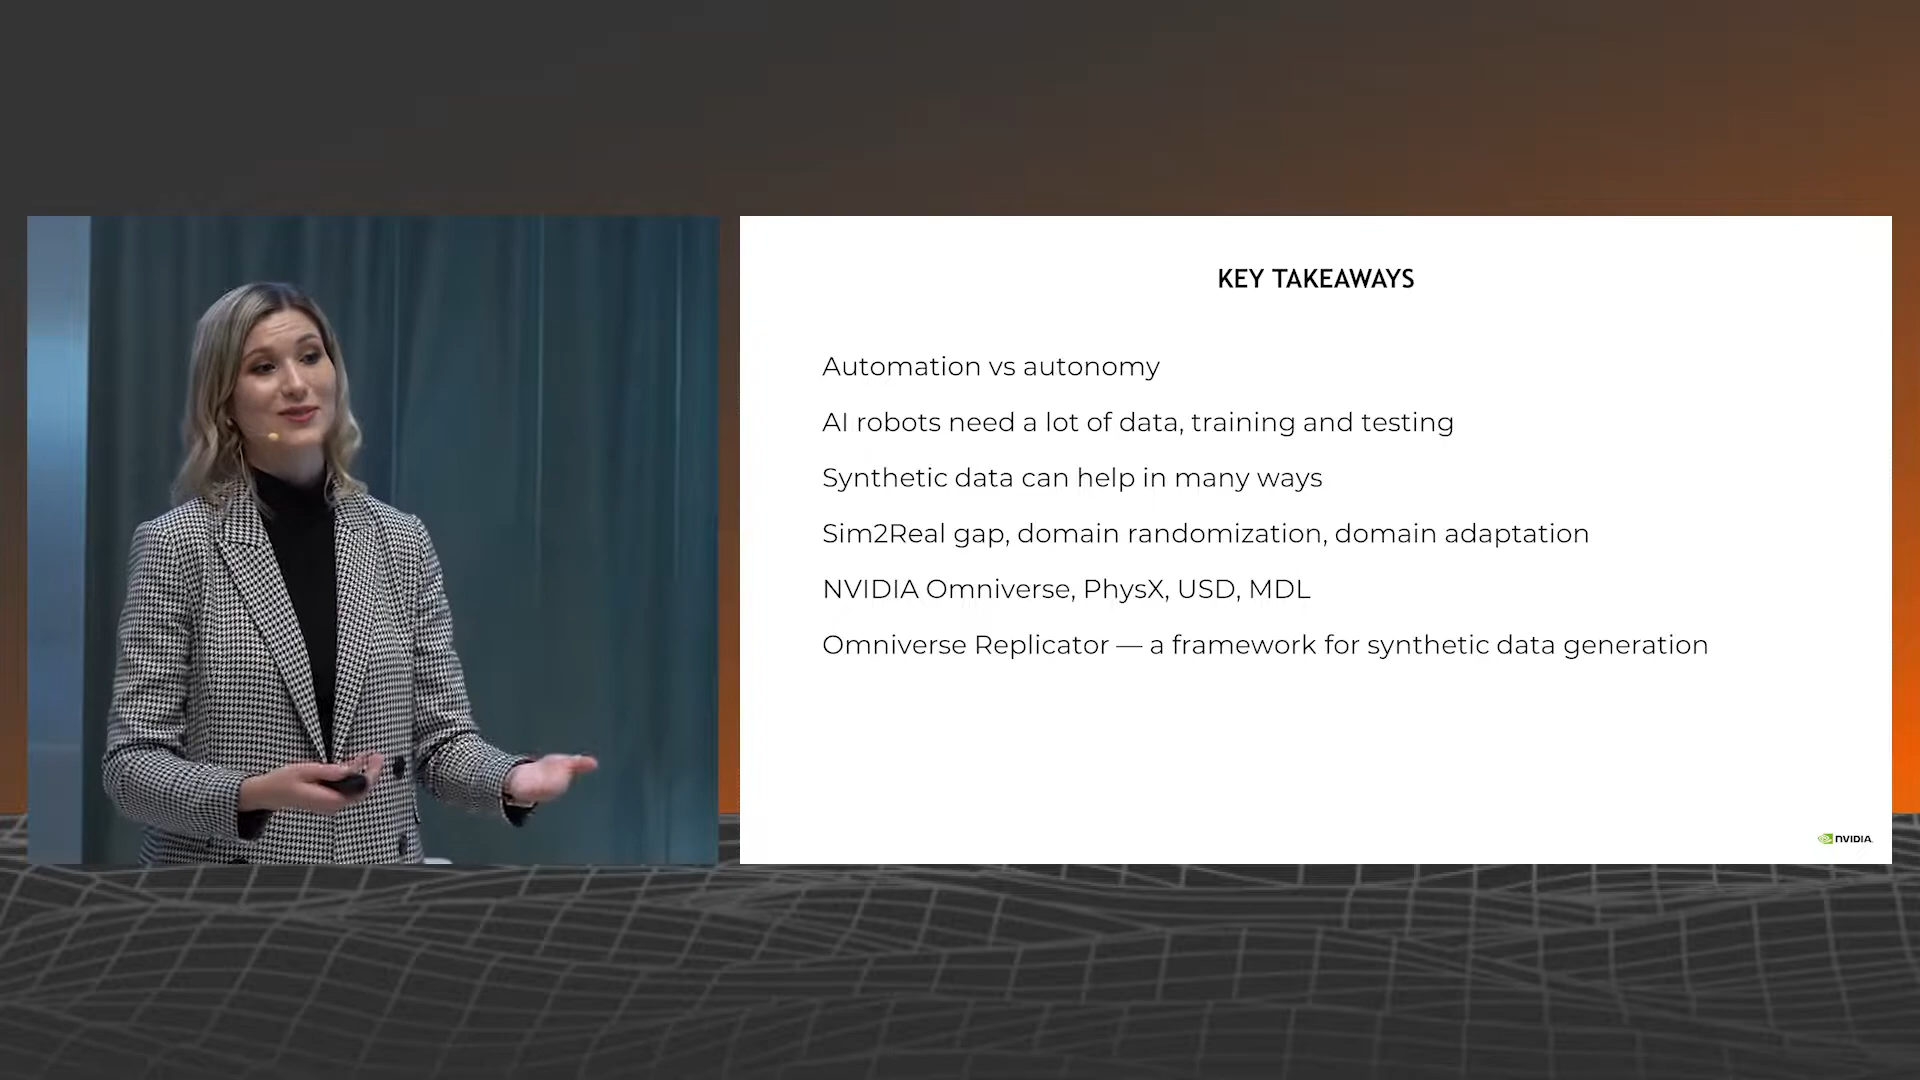 KEY TAKEAWAYS
Automation vs autonomy
AI robots need a lot of data, training and testing
Synthetic data can help in many ways
Sim2Real gap, domain randomization, domain adaptation
NVIDIA Omniverse, PhysX, USD, MDL
Omniverse Replicator — a framework for synthetic data generation
NVIDIA.